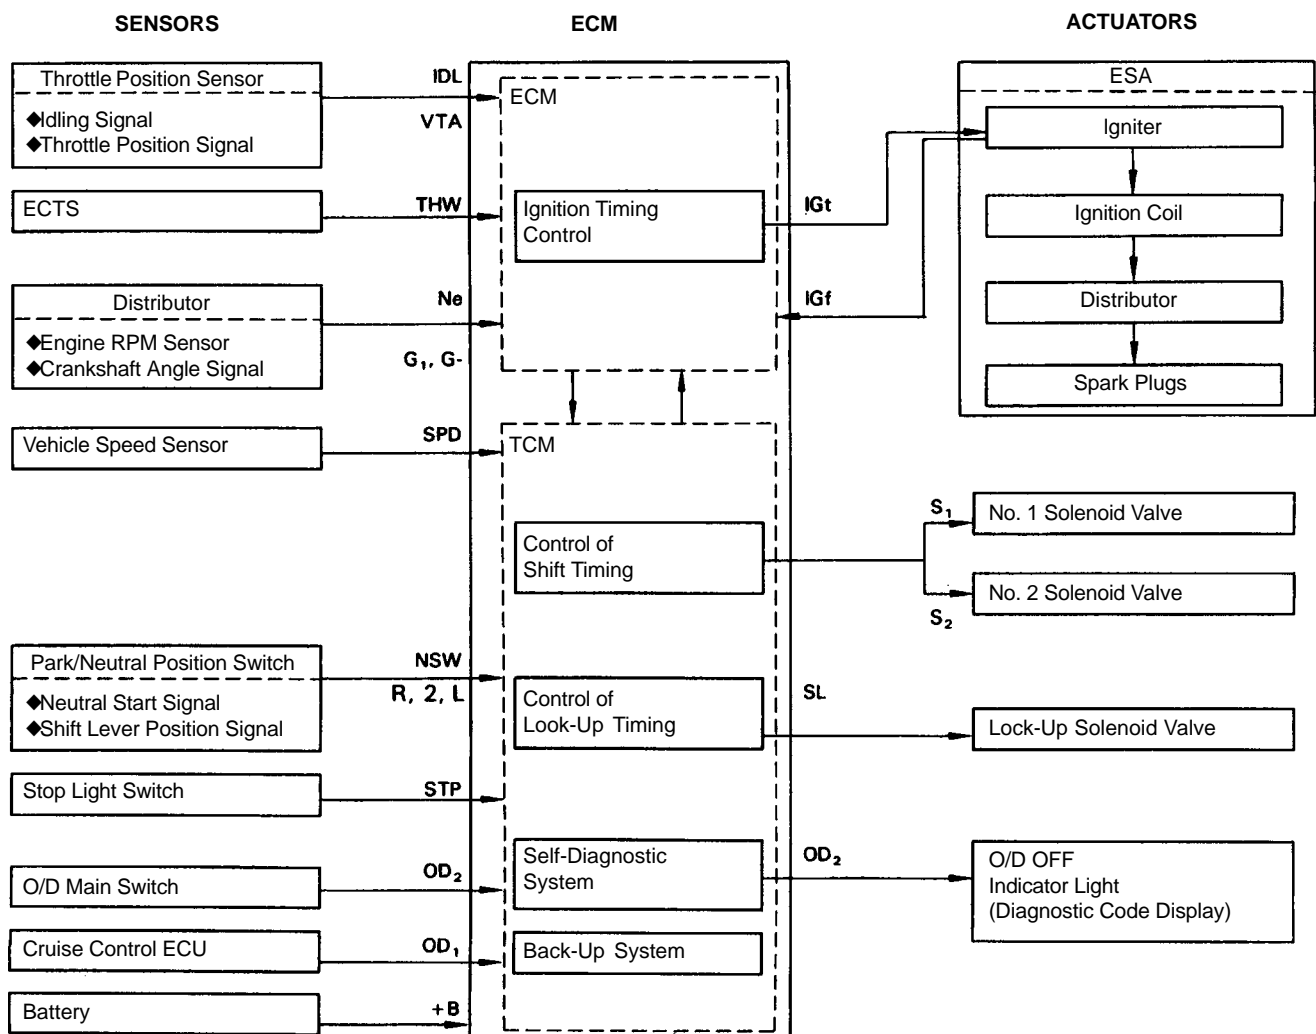 SENSORS
ECM
ACTUATORS
Throttle Position Sensor
◆Idling Signal
◆Throttle Position Signal
IDL
VTA
ECTS
THW
Distributor
◆Engine RPM Sensor
◆Crankshaft Angle Signal
Ne
G1, G-
Vehicle Speed Sensor
SPD
Park/Neutral Position Switch
◆Neutral Start Signal
◆Shift Lever Position Signal
NSW
R, 2, L
Stop Light Switch
STP
O/D Main Switch
OD2
Cruise Control ECU
OD1
Battery
+B
ECM
Ignition Timing
Control
TCM
Control of
Shift Timing
Control of
Look-Up Timing
Self-Diagnostic
System
Back-Up System
IGt
IGf
S1
S2
SL
OD2
ESA
Igniter
Ignition Coil
Distributor
Spark Plugs
No. 1 Solenoid Valve
No. 2 Solenoid Valve
Lock-Up Solenoid Valve
O/D OFF
Indicator Light
(Diagnostic Code Display)